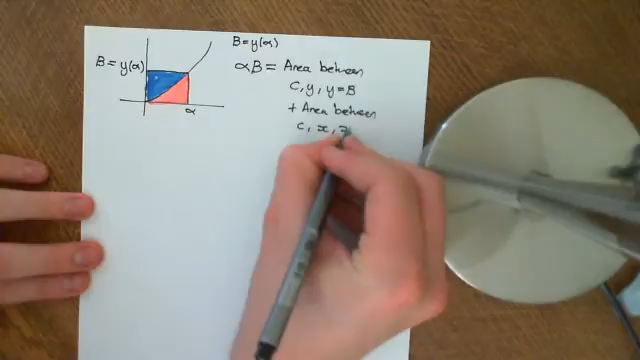 B = y(α)
B = y(α)
α
αB = Area between
C, y, y = B
+ Area between
C, x,